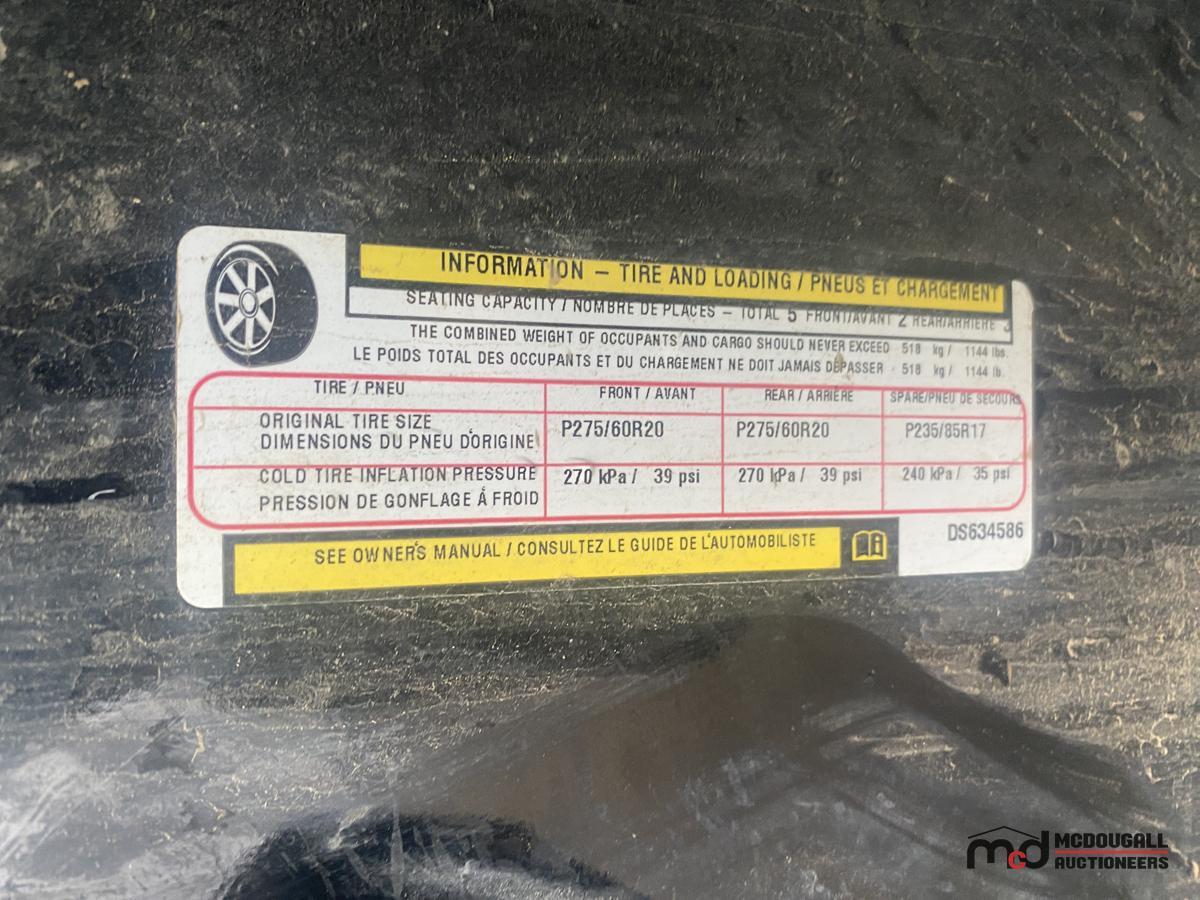 INFORMATION – TIRE AND LOADING / PNEUS ET CHARGEMENT
SEATING CAPACITY / NOMBRE DE PLACES – TOTAL 5 FRONT/AVANT 2 REAR/ARRIÈRE 3
THE COMBINED WEIGHT OF OCCUPANTS AND CARGO SHOULD NEVER EXCEED 518 kg / 1144 lbs.
LE POIDS TOTAL DES OCCUPANTS ET DU CHARGEMENT NE DOIT JAMAIS DÉPASSER 518 kg / 1144 lb.
TIRE / PNEU FRONT / AVANT REAR / ARRIÈRE SPARE/PNEU DE SECOURS
ORIGINAL TIRE SIZE
DIMENSIONS DU PNEU D'ORIGINE P275/60R20 P275/60R20 P235/85R17
COLD TIRE INFLATION PRESSURE
PRESSION DE GONFLAGE À FROID 270 kPa / 39 psi 270 kPa / 39 psi 240 kPa / 35 psi
DS634586
SEE OWNER'S MANUAL / CONSULTEZ LE GUIDE DE L'AUTOMOBILISTE
mcd MCDOUGALL
AUCTIONEERS